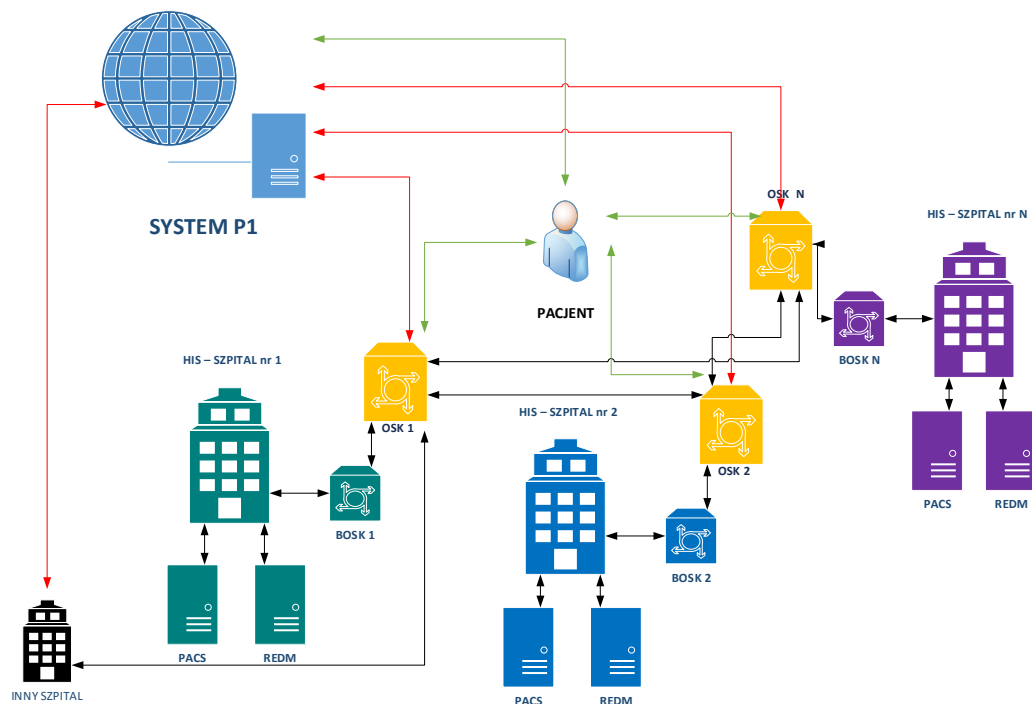 OSK N
HIS – SZPITAL nr N
SYSTEM P1
PACJENT
HIS – SZPITAL nr 1
BOSK N
HIS – SZPITAL nr 2
OSK 1
OSK 2
PACS
REDM
BOSK 1
BOSK 2
PACS
REDM
INNY SZPITAL
PACS
REDM